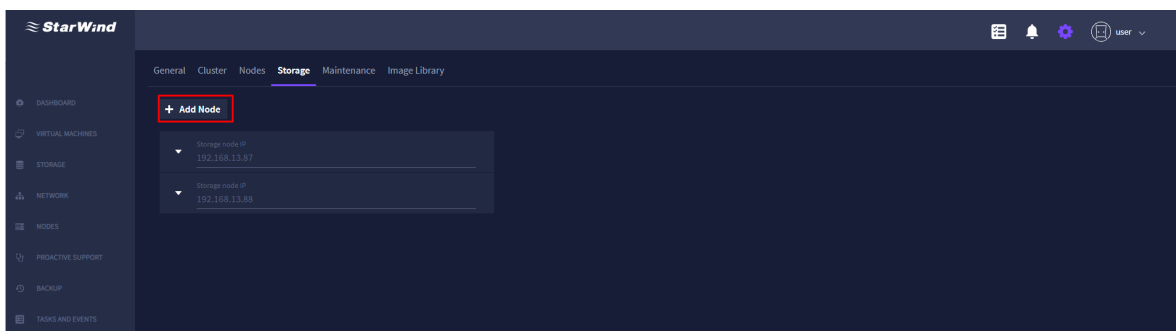 StarWind
user
General Cluster Nodes Storage Maintenance Image Library
+ Add Node
DASHBOARD
VIRTUAL MACHINES
STORAGE
NETWORK
NODES
PROACTIVE SUPPORT
BACKUP
TASKS AND EVENTS
Storage node IP
192.168.13.87
Storage node IP
192.168.13.88